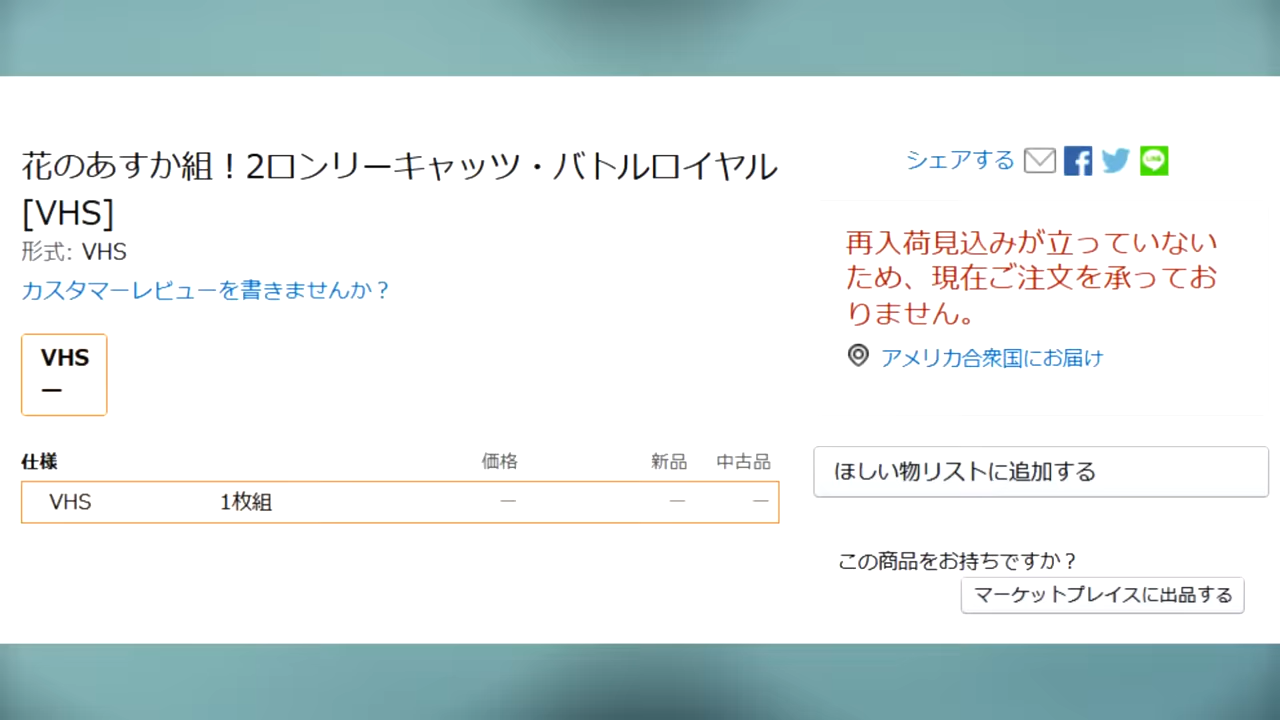 花のあすか組！2ロンリーキャッツ・バトルロイヤル
[VHS]
形式: VHS
カスタマーレビューを書きませんか？
VHS
—
仕様 価格 新品 中古品
VHS 1枚組 — — —
シェアする
LINE
再入荷見込みが立っていない
ため、現在ご注文を承ってお
りません。
アメリカ合衆国にお届け
ほしい物リストに追加する
この商品をお持ちですか？
マーケットプレイスに出品する